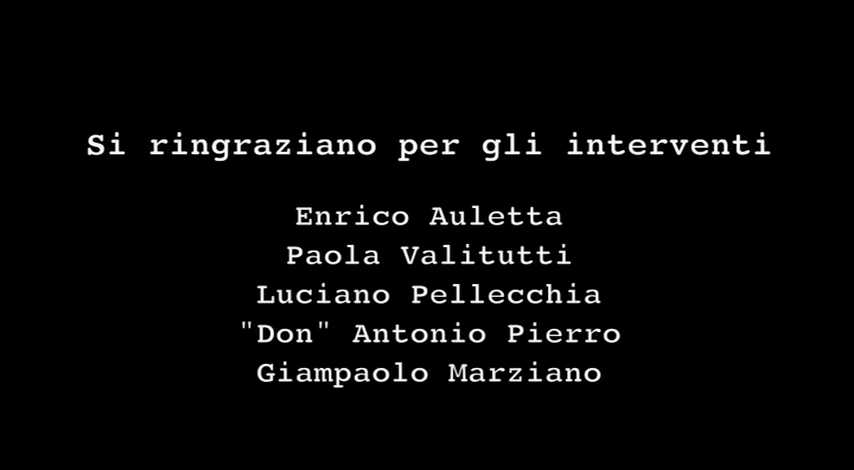 Si ringraziano per gli interventi
Enrico Auletta
Paola Valitutti
Luciano Pellecchia
"Don" Antonio Pierro
Giampaolo Marziano